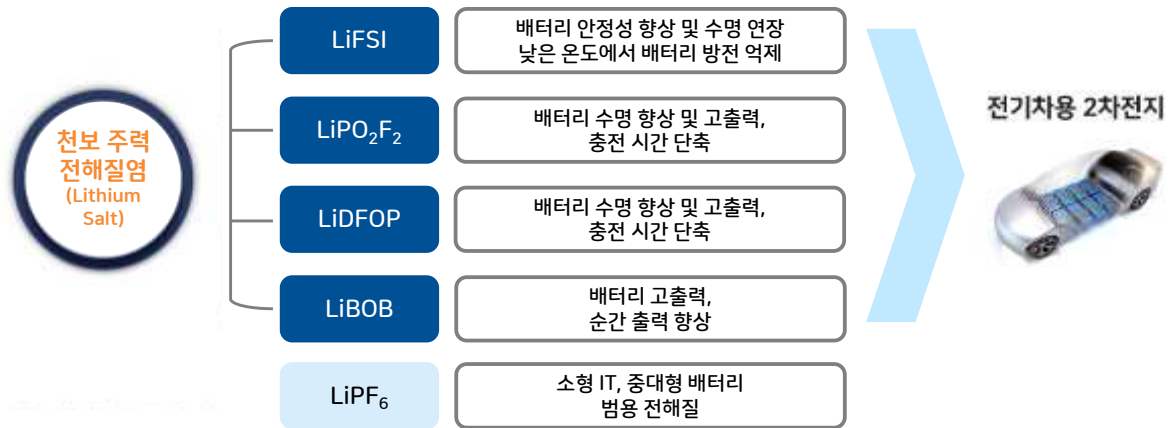 천보 주력
전해질염
(Lithium
Salt)
LiFSI
배터리 안정성 향상 및 수명 연장
낮은 온도에서 배터리 방전 억제
LiPO₂F₂
배터리 수명 향상 및 고출력,
충전 시간 단축
LiDFOP
배터리 수명 향상 및 고출력,
충전 시간 단축
LiBOB
배터리 고출력,
순간 출력 향상
LiPF₆
소형 IT, 중대형 배터리
범용 전해질
전기차용 2차전지